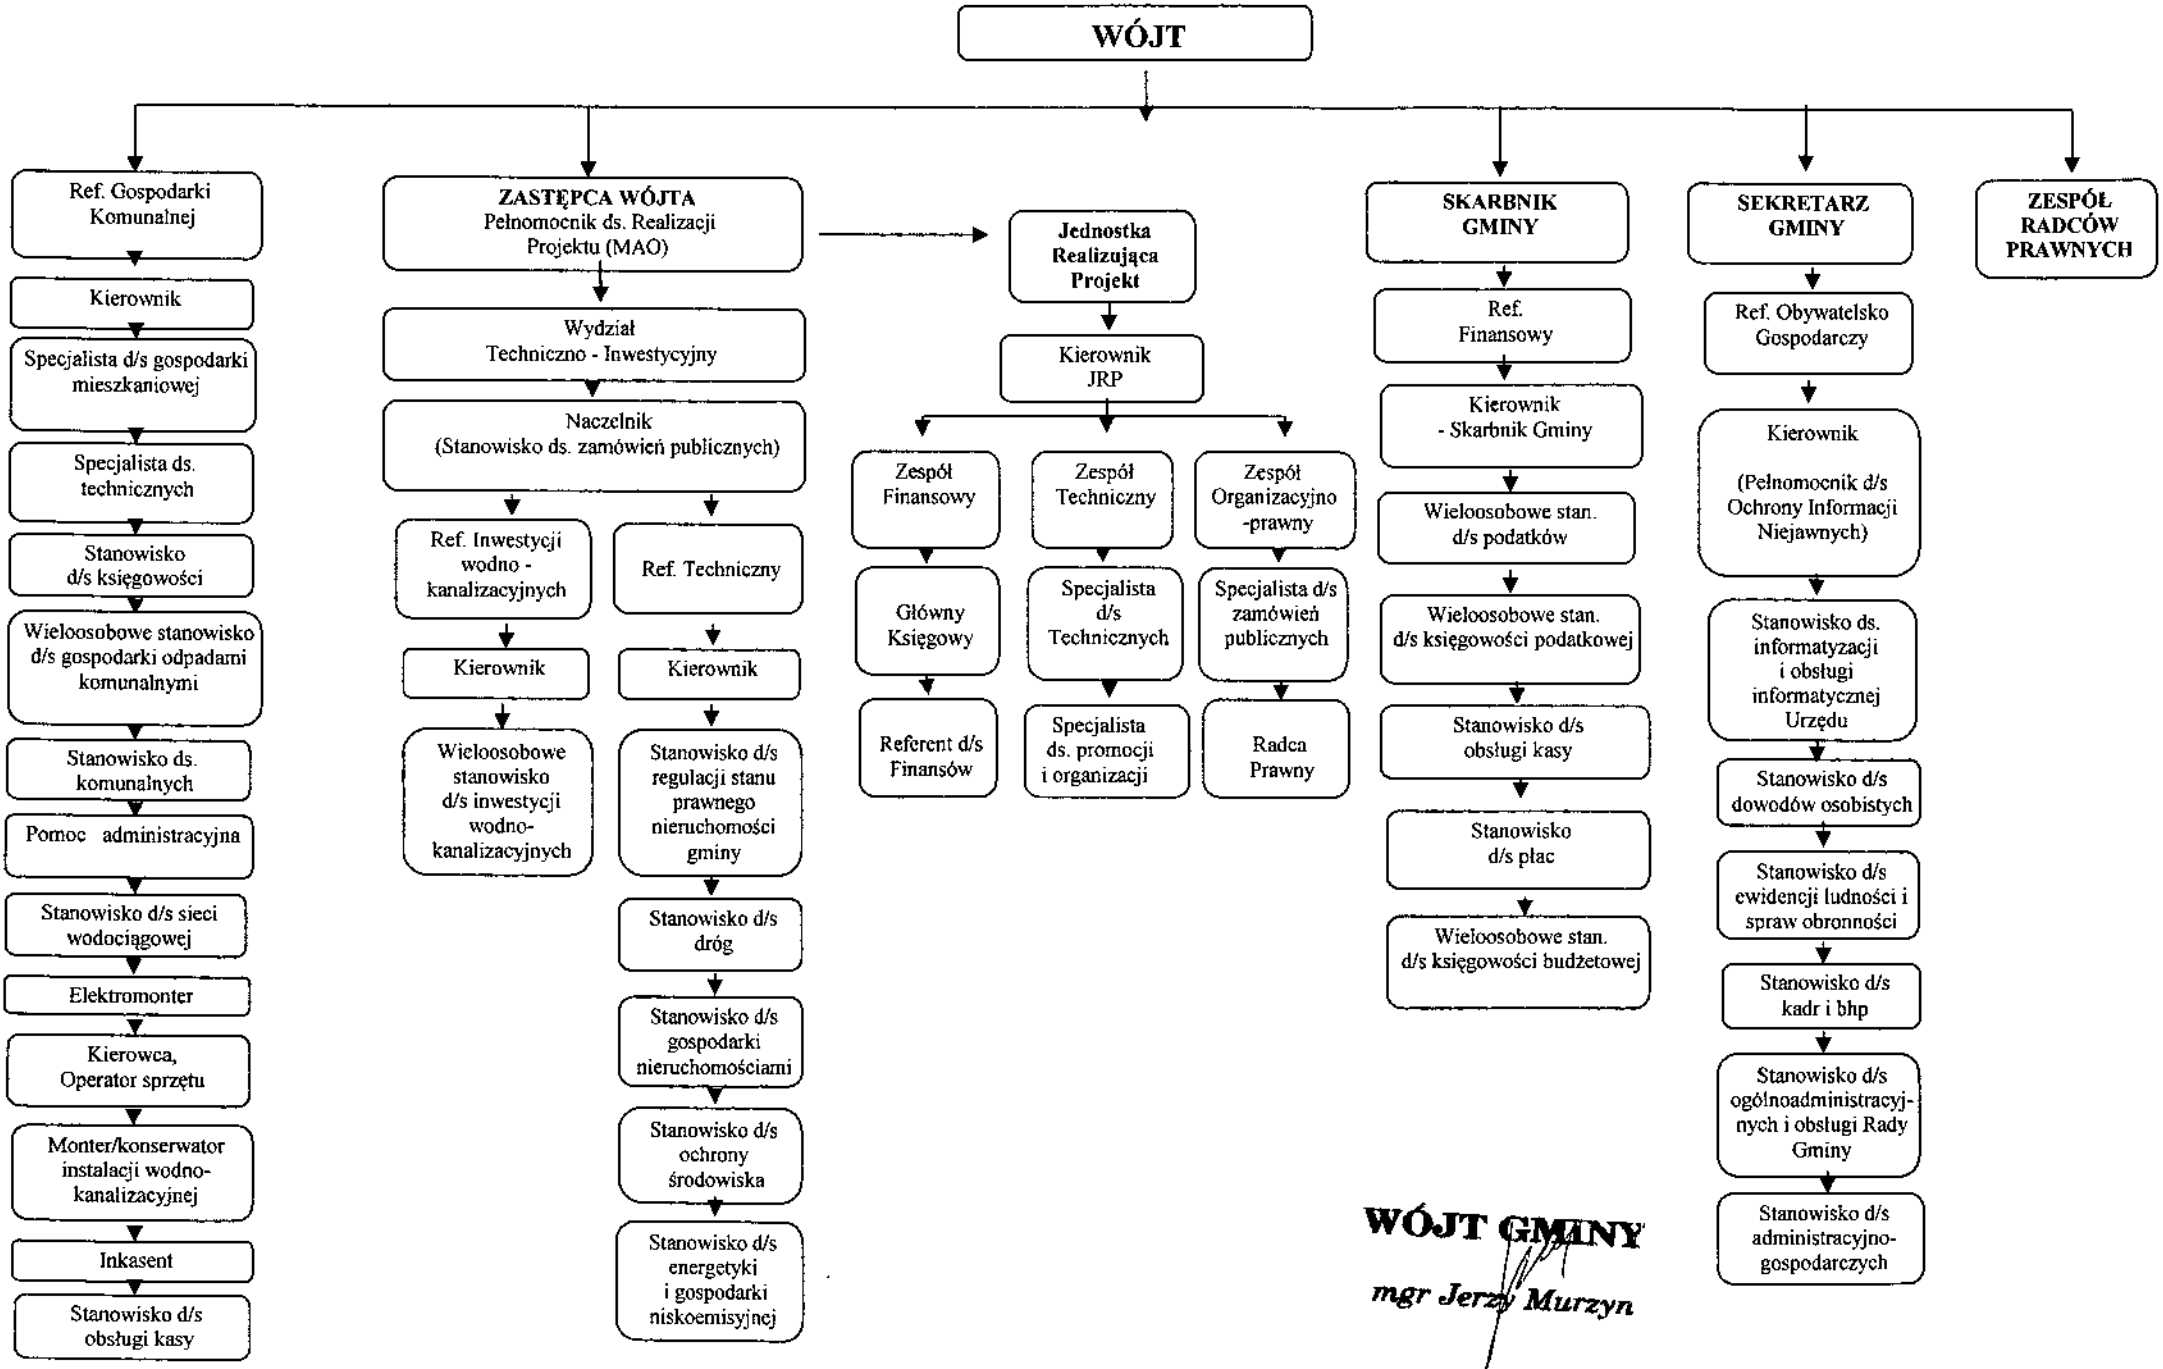 WÓJT
Ref. Gospodarki
Komunalnej
Kierownik
Specjalista d/s gospodarki
mieszkaniowej
Specjalista ds.
technicznych
Stanowisko
d/s księgowości
Wieloosobowe stanowisko
d/s gospodarki odpadami
komunalnymi
Stanowisko ds.
komunalnych
Pomoc administracyjna
Stanowisko d/s sieci
wodociągowej
Elektromonter
Kierowca,
Operator sprzętu
Monter/konserwator
instalacji wodno-
kanalizacyjnej
Inkasent
Stanowisko d/s
obsługi kasy
ZASTĘPCA WÓJTA
Pełnomocnik ds. Realizacji
Projektu (MAO)
Wydział
Techniczno - Inwestycyjny
Naczelnik
(Stanowisko ds. zamówień publicznych)
Ref. Inwestycji
wodno -
kanalizacyjnych
Kierownik
Wieloosobowe
stanowisko
d/s inwestycji
wodno-
kanalizacyjnych
Ref. Techniczny
Kierownik
Stanowisko d/s
regulacji stanu
prawnego
nieruchomości
gminy
Stanowisko d/s
dróg
Stanowisko d/s
gospodarki
nieruchomościami
Stanowisko d/s
ochrony
środowiska
Stanowisko d/s
energetyki
i gospodarki
niskoemisyjnej
Jednostka
Realizująca
Projekt
Kierownik
JRP
Zespół
Finansowy
Główny
Księgowy
Referent d/s
Finansów
Zespół
Techniczny
Specjalista
d/s
Technicznych
Specjalista
ds. promocji
i organizacji
Zespół
Organizacyjno
-prawny
Specjalista d/s
zamówień
publicznych
Radca
Prawny
SKARBNIK
GMINY
Ref.
Finansowy
Kierownik
- Skarbnik Gminy
Wieloosobowe stan.
d/s podatków
Wieloosobowe stan.
d/s księgowości podatkowej
Stanowisko d/s
obsługi kasy
Stanowisko
d/s płac
Wieloosobowe stan.
d/s księgowości budżetowej
SEKRETARZ
GMINY
Ref. Obywatelsko
Gospodarczy
Kierownik
(Pełnomocnik d/s
Ochrony Informacji
Niejawnych)
Stanowisko ds.
informatyzacji
i obsługi
informatycznej
Urzędu
Stanowisko d/s
dowodów osobistych
Stanowisko d/s
ewidencji ludności i
spraw obronności
Stanowisko d/s
kadr i bhp
Stanowisko d/s
ogólnoadministracyj-
nych i obsługi Rady
Gminy
Stanowisko d/s
administracyjno-
gospodarczych
ZESPÓŁ
RADCÓW
PRAWNYCH
WÓJT GMINY
mgr Jerzy Murzyn